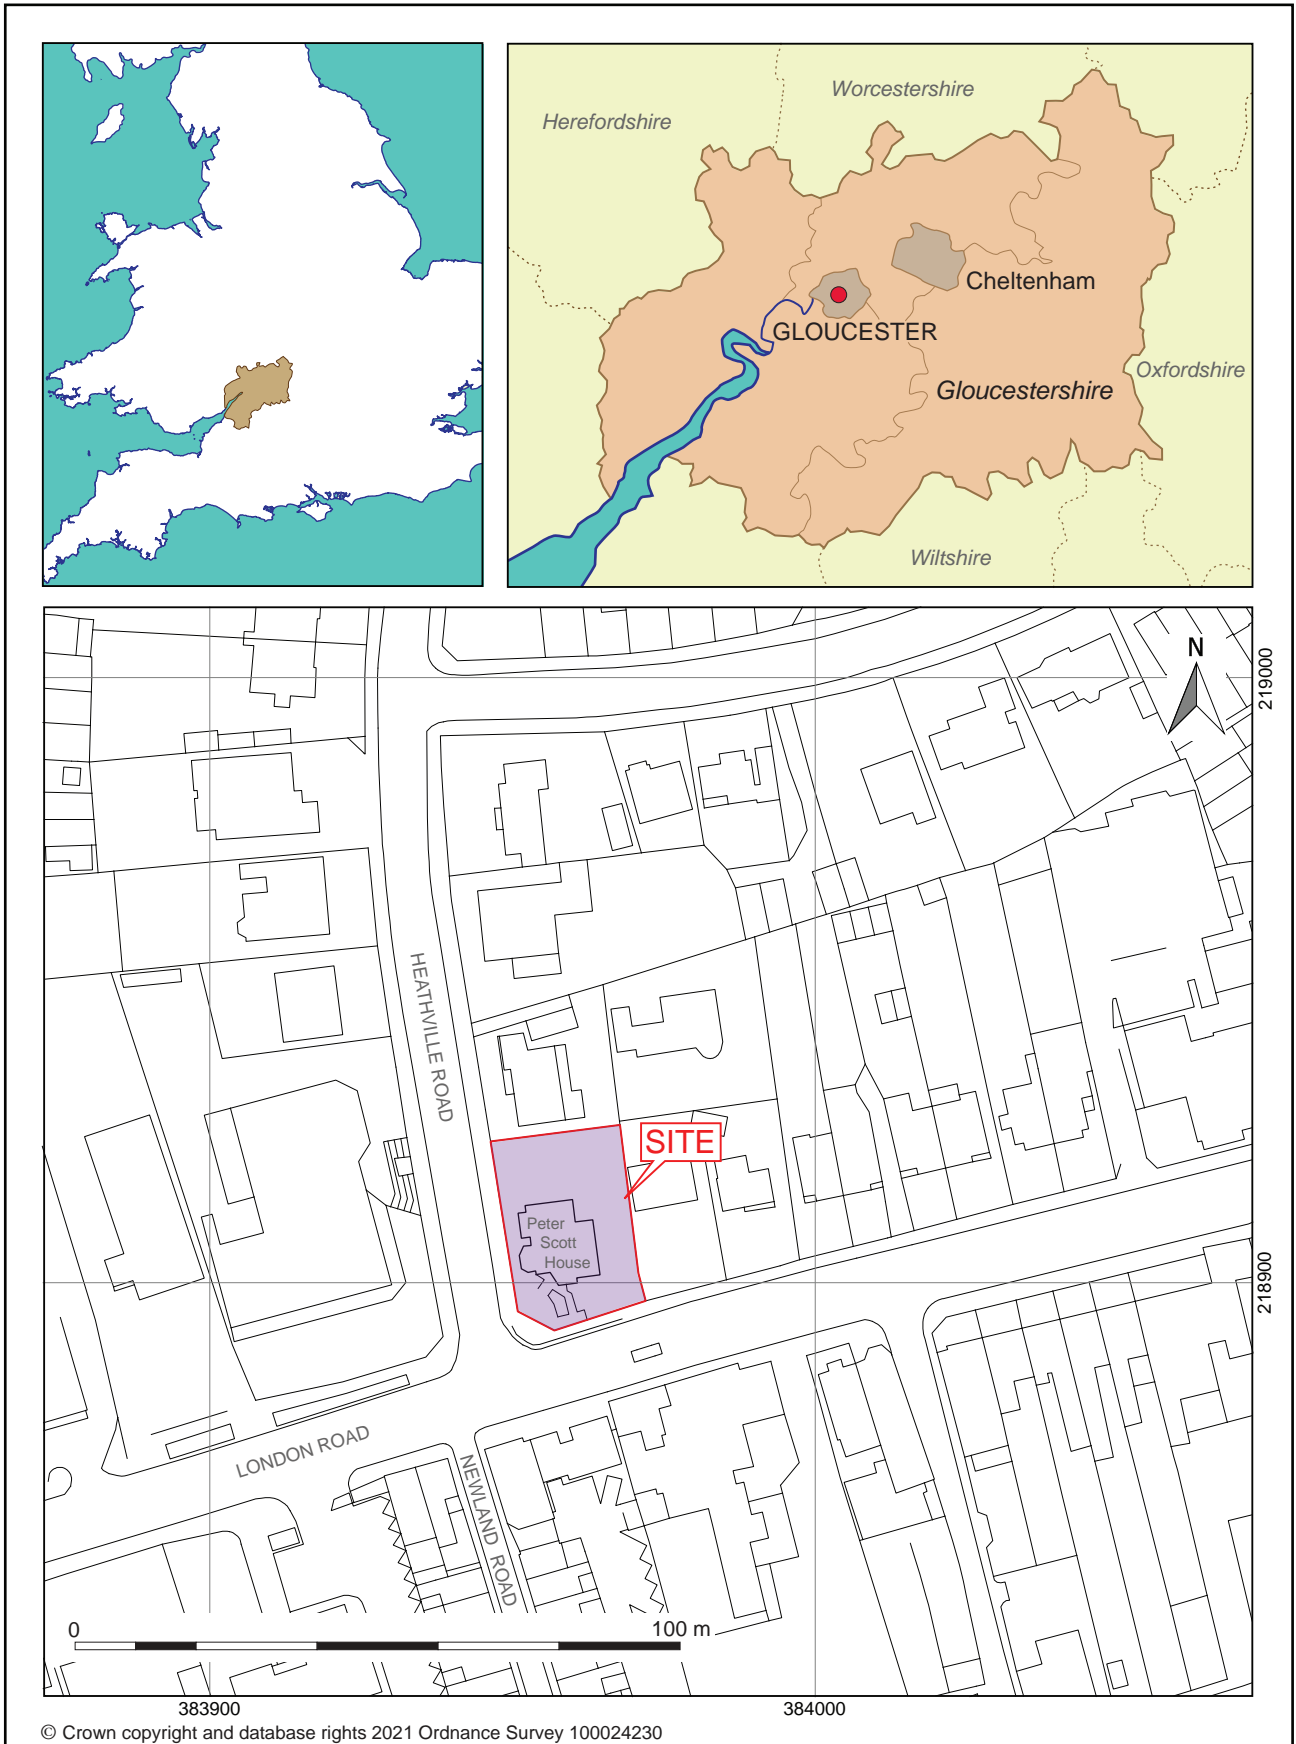 Herefordshire
Worcestershire
Cheltenham
GLOUCESTER
Gloucestershire
Oxfordshire
Wiltshire
N
219000
HEATHVILLE ROAD
SITE
Peter
Scott
House
218900
LONDON ROAD
NEWLAND ROAD
0
100 m
383900
384000
© Crown copyright and database rights 2021 Ordnance Survey 100024230